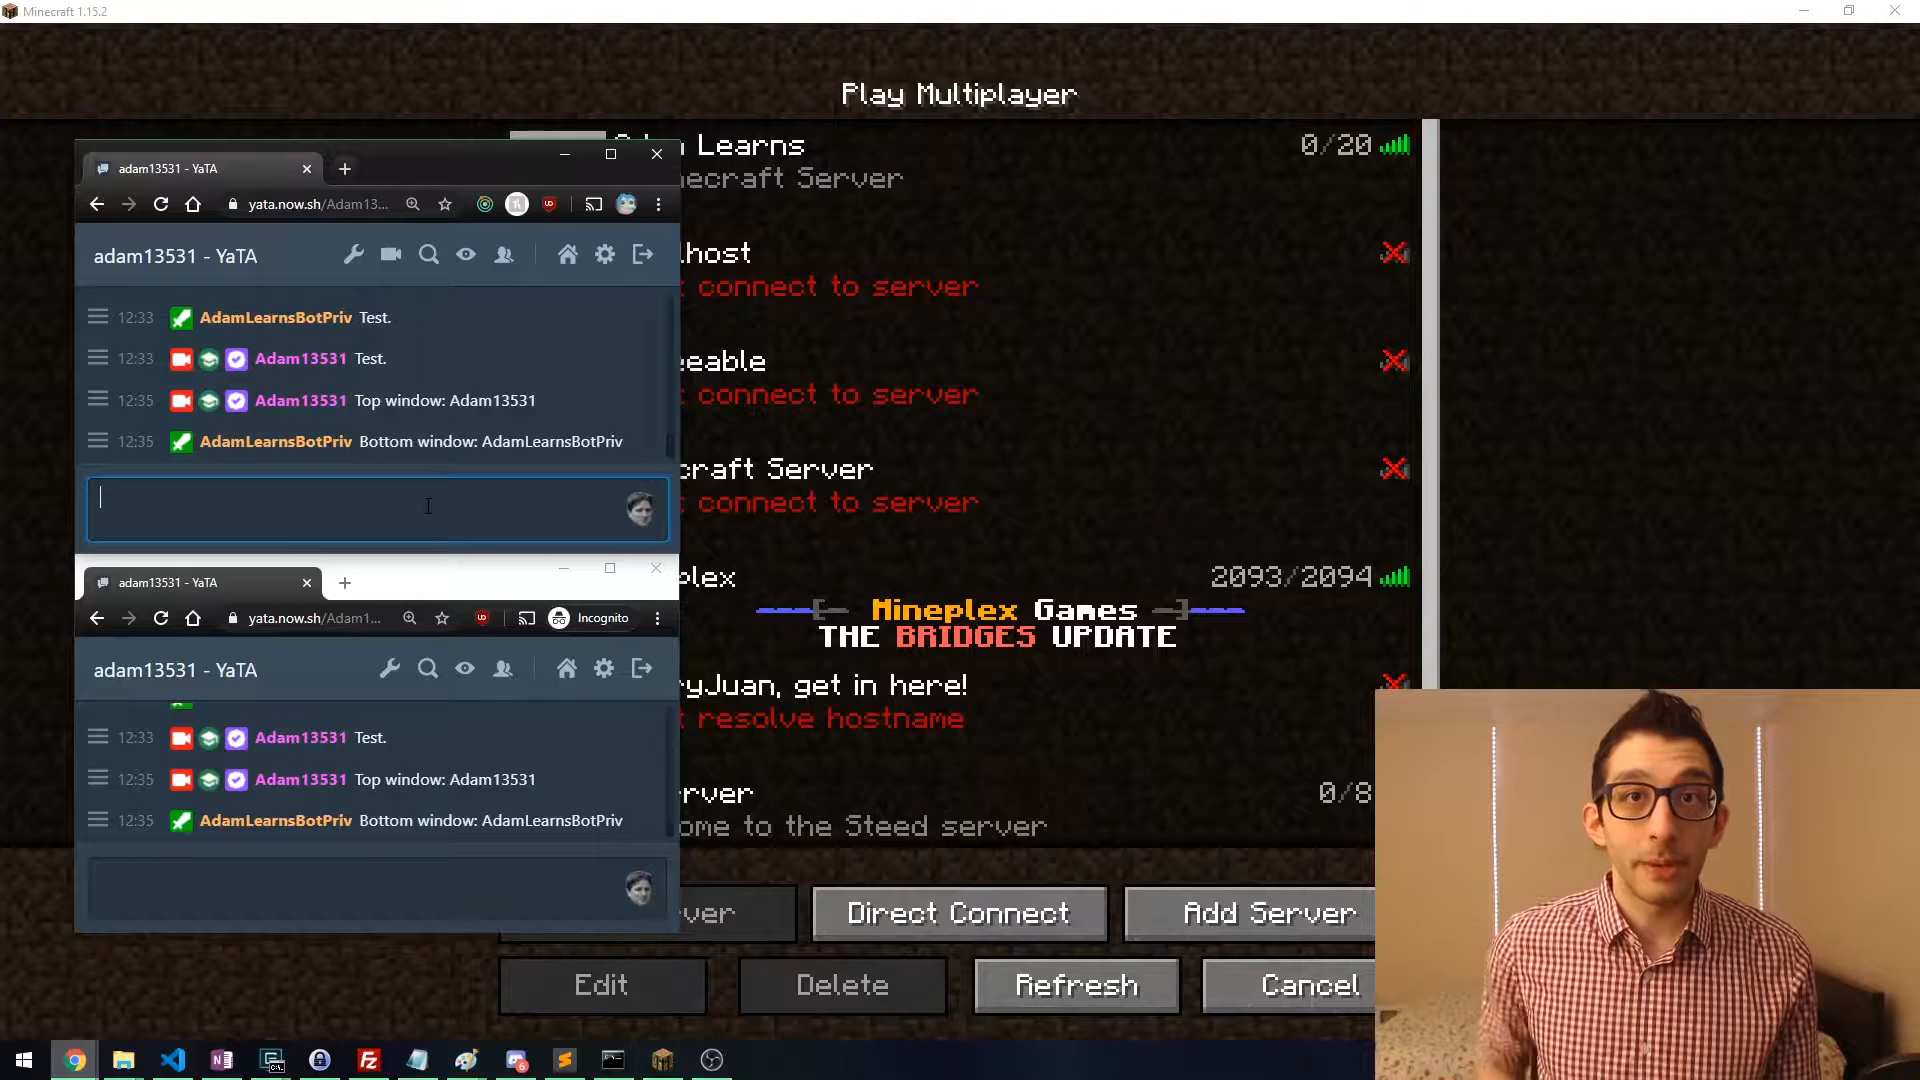 Minecraft 1.15.2
Play Multiplayer
Learns
0/20
ecraft Server
lhost
connect to server
eeable
connect to server
craft Server
connect to server
plex
2093/2094
Mineplex Games
THE BRIDGES UPDATE
ryJuan, get in here!
resolve hostname
rver
0/8
ome to the Steed server
ver
Direct Connect
Add Server
Edit
Delete
Refresh
Cancel
adam13531 - YaTA
yata.now.sh/Adam13...
adam13531 - YaTA
12:33 AdamLearnsBotPriv Test.
12:33 Adam13531 Test.
12:35 Adam13531 Top window: Adam13531
12:35 AdamLearnsBotPriv Bottom window: AdamLearnsBotPriv
adam13531 - YaTA
yata.now.sh/Adam1...
Incognito
adam13531 - YaTA
12:33 Adam13531 Test.
12:35 Adam13531 Top window: Adam13531
12:35 AdamLearnsBotPriv Bottom window: AdamLearnsBotPriv